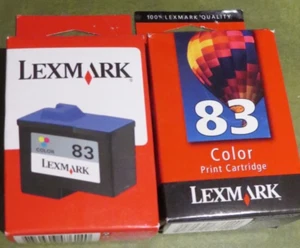 LEXMARK
COLOR 83
LEXMARK
100% LEXMARK QUALITY
83
Color
Print Cartridge
LEXMARK